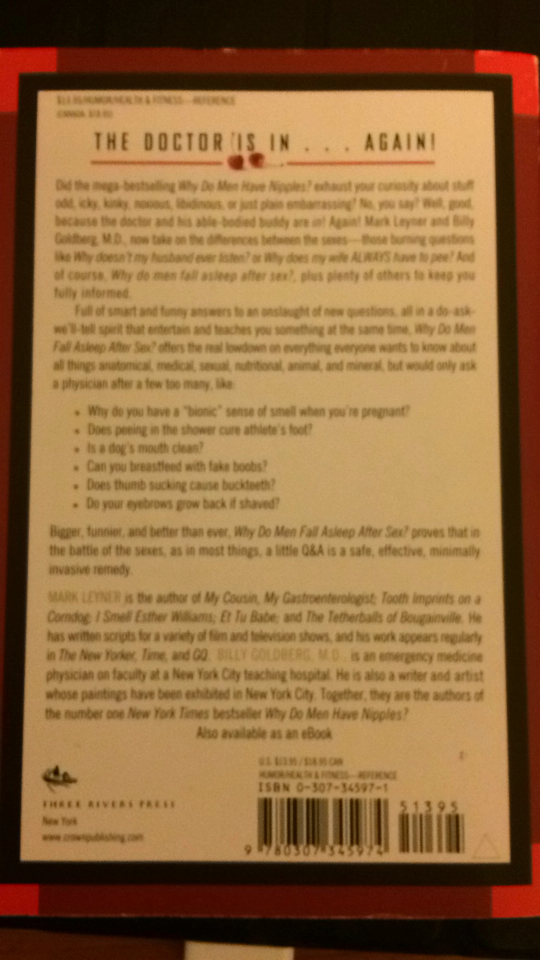 $13.95/HUMOR/HEALTH & FITNESS—REFERENCE
(CANADA: $18.95)
THE DOCTOR IS IN . . . AGAIN!
Did the mega-bestselling Why Do Men Have Nipples? exhaust your curiosity about stuff
odd, icky, kinky, noxious, libidinous, or just plain embarrassing? No, you say? Well, good,
because the doctor and his able-bodied buddy are in! Again! Mark Leyner and Billy
Goldberg, M.D., now take on the differences between the sexes—those burning questions
like Why doesn't my husband ever listen? or Why does my wife ALWAYS have to pee? And
of course, Why do men fall asleep after sex?, plus plenty of others to keep you
fully informed.
Full of smart and funny answers to an onslaught of new questions, all in a do-ask-
we'll-tell spirit that entertain and teaches you something at the same time, Why Do Men
Fall Asleep After Sex? offers the real lowdown on everything everyone wants to know about
all things anatomical, medical, sexual, nutritional, animal, and mineral, but would only ask
a physician after a few too many, like:
• Why do you have a "bionic" sense of smell when you're pregnant?
• Does peeing in the shower cure athlete's foot?
• Is a dog's mouth clean?
• Can you breastfeed with fake boobs?
• Does thumb sucking cause buckteeth?
• Do your eyebrows grow back if shaved?
Bigger, funnier, and better than ever, Why Do Men Fall Asleep After Sex? proves that in
the battle of the sexes, as in most things, a little Q&A is a safe, effective, minimally
invasive remedy.
MARK LEYNER is the author of My Cousin, My Gastroenterologist; Tooth Imprints on a
Corndog; I Smell Esther Williams; Et Tu Babe; and The Tetherballs of Bougainville. He
has written scripts for a variety of film and television shows, and his work appears regularly
in The New Yorker, Time, and GQ. BILLY GOLDBERG, M.D., is an emergency medicine
physician on faculty at a New York City teaching hospital. He is also a writer and artist
whose paintings have been exhibited in New York City. Together, they are the authors of
the number one New York Times bestseller Why Do Men Have Nipples?
Also available as an eBook
U.S. $13.95 / $18.95 CAN
HUMOR/HEALTH & FITNESS—REFERENCE
ISBN 0-307-34597-1
51395
9 780307 345974
THREE RIVERS PRESS
New York
www.crownpublishing.com